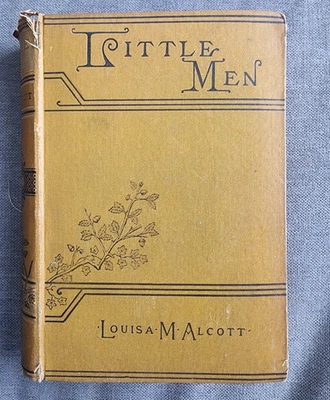 LITTLE
MEN
LOUISA · M · ALCOTT